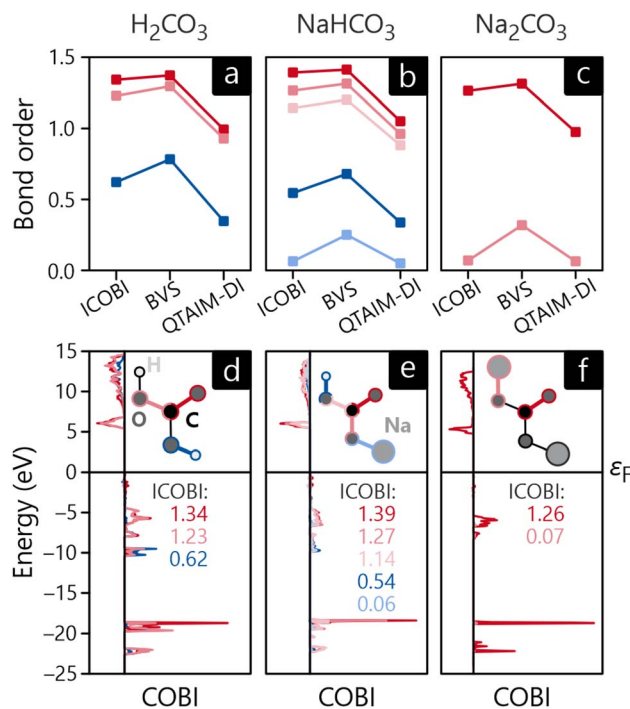 H₂CO₃ NaHCO₃ Na₂CO₃
Bond order
1.5
1.0
0.5
0.0
a
b
c
ICOBI BVS QTAIM-DI
ICOBI BVS QTAIM-DI
ICOBI BVS QTAIM-DI
Energy (eV)
15
10
5
0
−5
−10
−15
−20
−25
d
H
O
C
ICOBI:
1.34
1.23
0.62
e
Na
ICOBI:
1.39
1.27
1.14
0.54
0.06
f
ICOBI:
1.26
0.07
εF
COBI COBI COBI